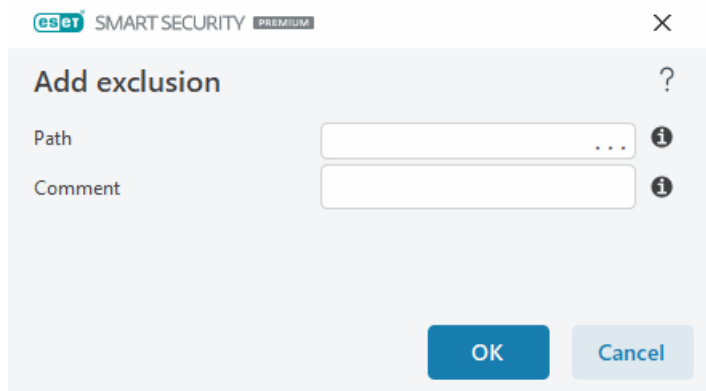 eset SMART SECURITY PREMIUM
Add exclusion
?
Path
...
Comment
OK
Cancel